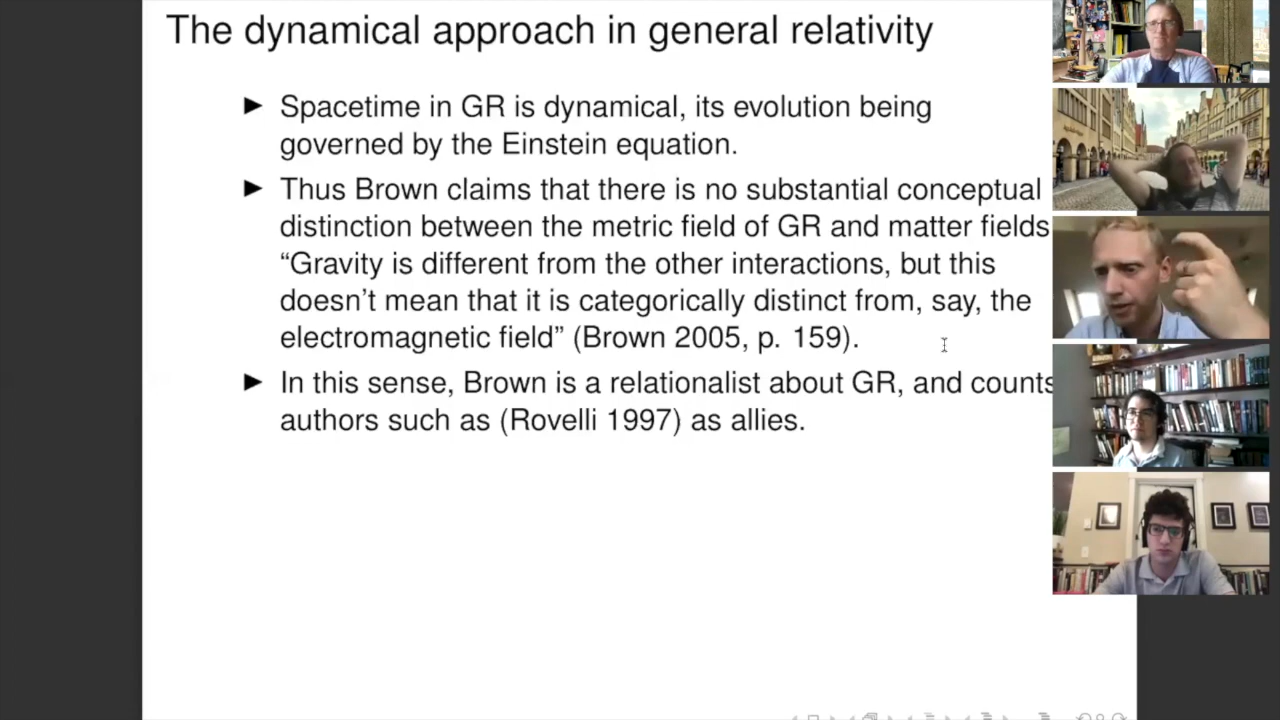 The dynamical approach in general relativity
► Spacetime in GR is dynamical, its evolution being
governed by the Einstein equation.
► Thus Brown claims that there is no substantial conceptual
distinction between the metric field of GR and matter fields
“Gravity is different from the other interactions, but this
doesn’t mean that it is categorically distinct from, say, the
electromagnetic field” (Brown 2005, p. 159).
► In this sense, Brown is a relationalist about GR, and counts
authors such as (Rovelli 1997) as allies.